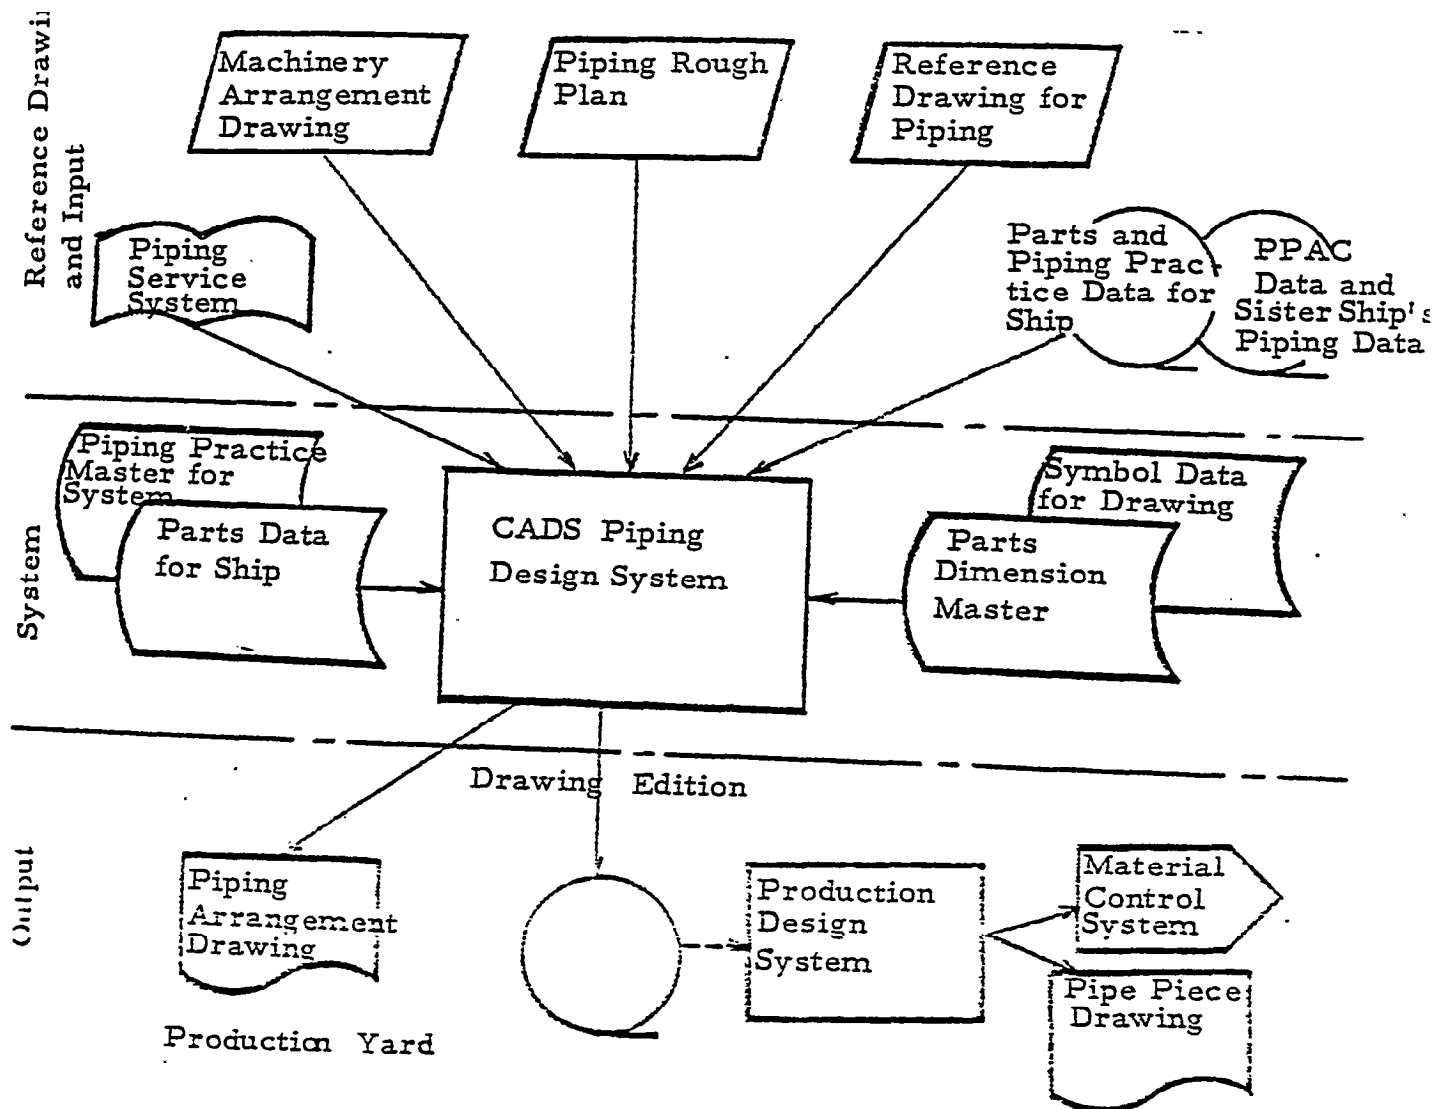 Reference Drawin
and Input
Machinery
Arrangement
Drawing
Piping Rough
Plan
Reference
Drawing for
Piping
Piping
Service
System
Parts and
Piping Prac-
tice Data for
Ship
PPAC
Data and
Sister Ship's
Piping Data
System
Piping Practice
Master for
System
Parts Data
for Ship
CADS Piping
Design System
Symbol Data
for Drawing
Parts
Dimension
Master
Output
Drawing Edition
Piping
Arrangement
Drawing
Production Yard
Production
Design
System
Material
Control
System
Pipe Piece
Drawing